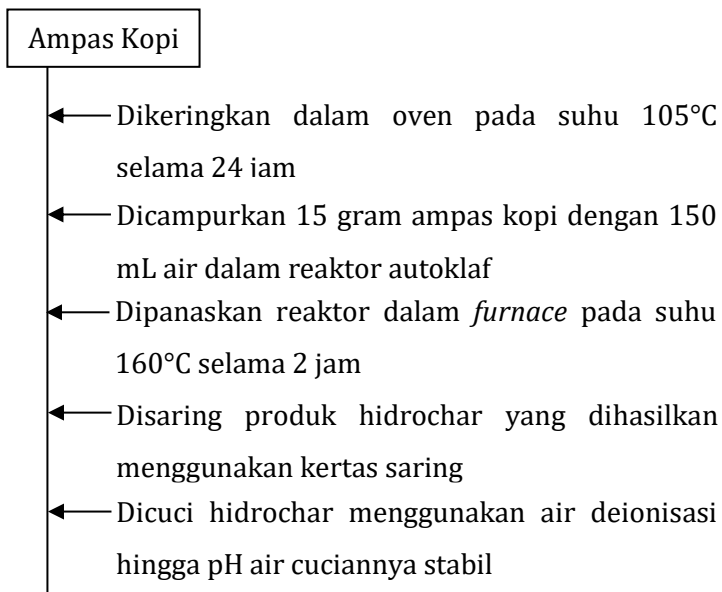 Ampas Kopi
Dikeringkan dalam oven pada suhu 105°C
selama 24 jam
Dicampurkan 15 gram ampas kopi dengan 150
mL air dalam reaktor autoklaf
Dipanaskan reaktor dalam furnace pada suhu
160°C selama 2 jam
Disaring produk hidrochar yang dihasilkan
menggunakan kertas saring
Dicuci hidrochar menggunakan air deionisasi
hingga pH air cuciannya stabil